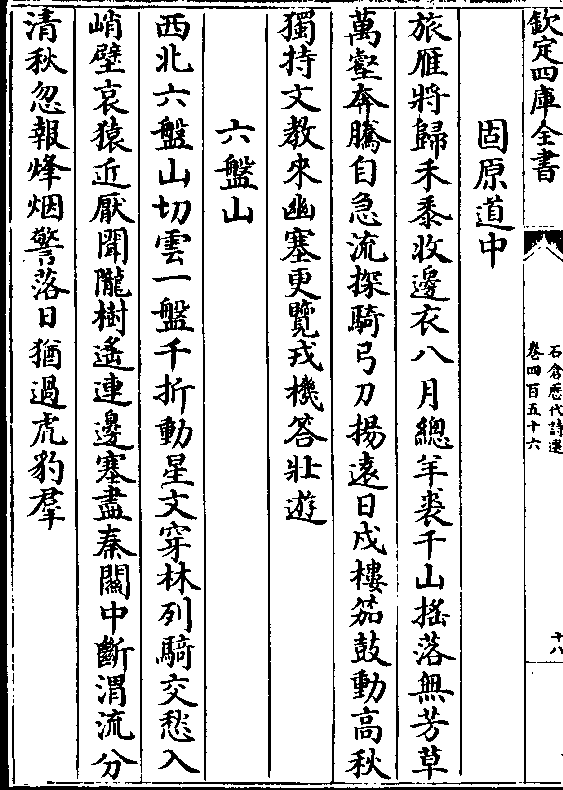 欽定四庫全書
石倉歷代詩選
卷四百五十六
十八
固原道中
旅雁將歸禾黍收邊衣八月總羊裘千山搖落無芳草
萬壑奔騰自急流探騎弓刀揚遠日戍樓笳鼓動高秋
獨持文教來幽塞更覽戎機答壯遊
六盤山
西北六盤山切雲一盤千折動星文穿林列騎交愁入
峭壁哀猿近厭聞隴樹遙連邊塞盡秦關中斷渭流分
清秋忽報烽烟警落日猶過虎豹羣